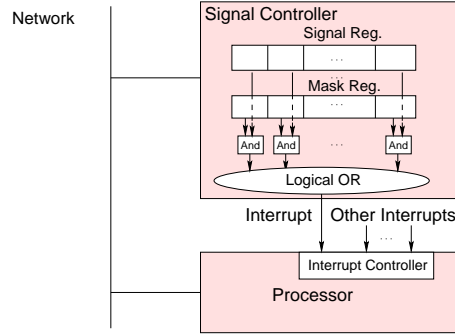 Network
Signal Controller
Signal Reg.
...
...
Mask Reg.
...
And And ... And
Logical OR
Interrupt Other Interrupts
...
Interrupt Controller
Processor